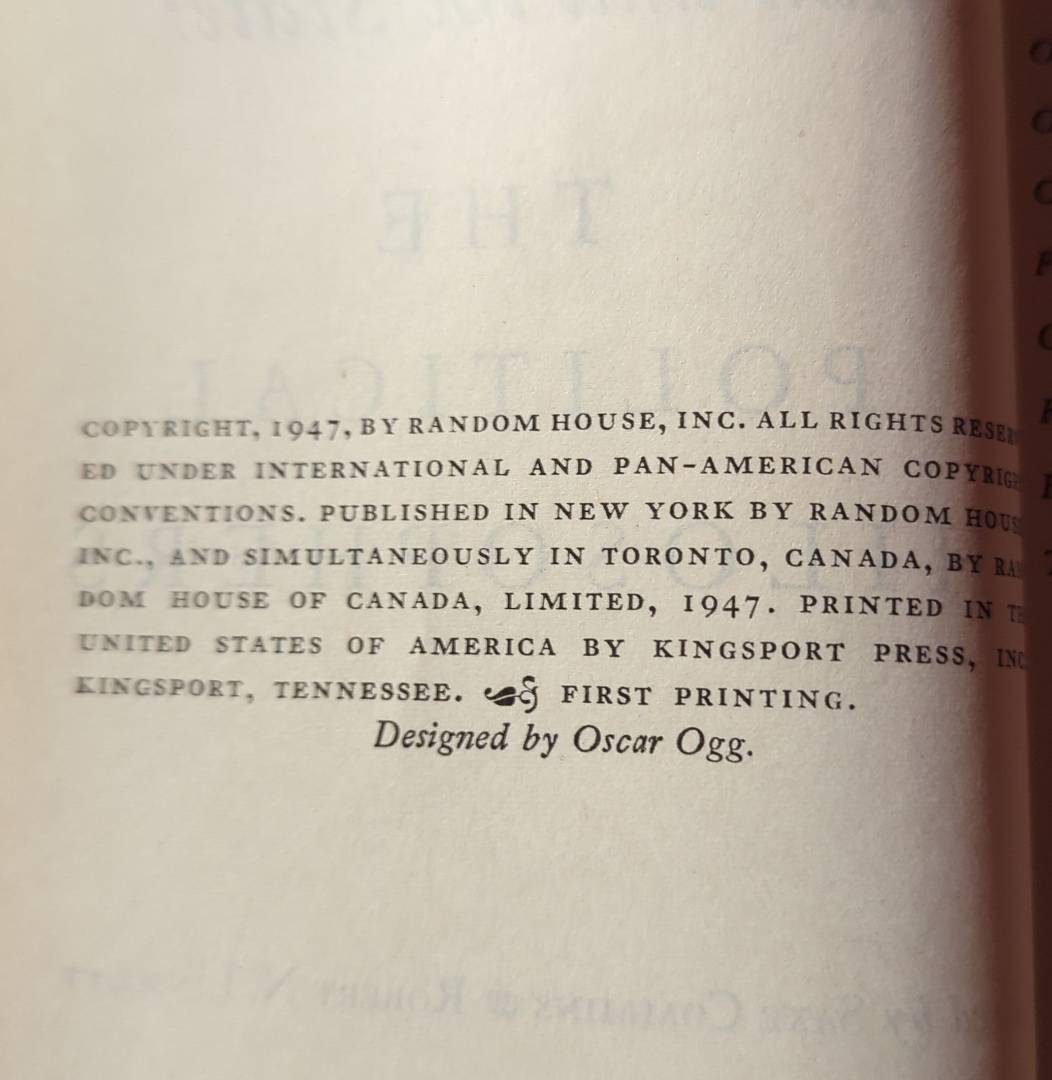 THE
POLITICAL
COPYRIGHT, 1947, BY RANDOM HOUSE, INC. ALL RIGHTS
ED UNDER INTERNATIONAL AND PAN-AMERICAN
CONVENTIONS. PUBLISHED IN NEW YORK BY RANDOM
INC., AND SIMULTANEOUSLY IN TORONTO, CANADA, BY
DOM HOUSE OF CANADA, LIMITED, 1947. PRINTED IN
UNITED STATES OF AMERICA BY KINGSPORT PRESS,
KINGSPORT, TENNESSEE. FIRST PRINTING.
Designed by Oscar Ogg.